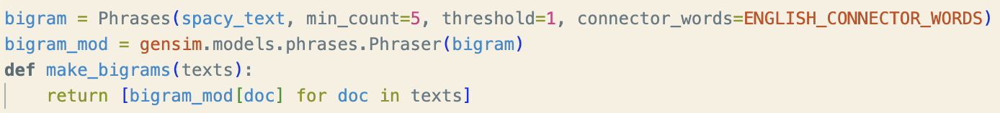 bigram = Phrases(spacy_text, min_count=5, threshold=1, connector_words=ENGLISH_CONNECTOR_WORDS)
bigram_mod = gensim.models.phrases.Phraser(bigram)
def make_bigrams(texts):
    return [bigram_mod[doc] for doc in texts]